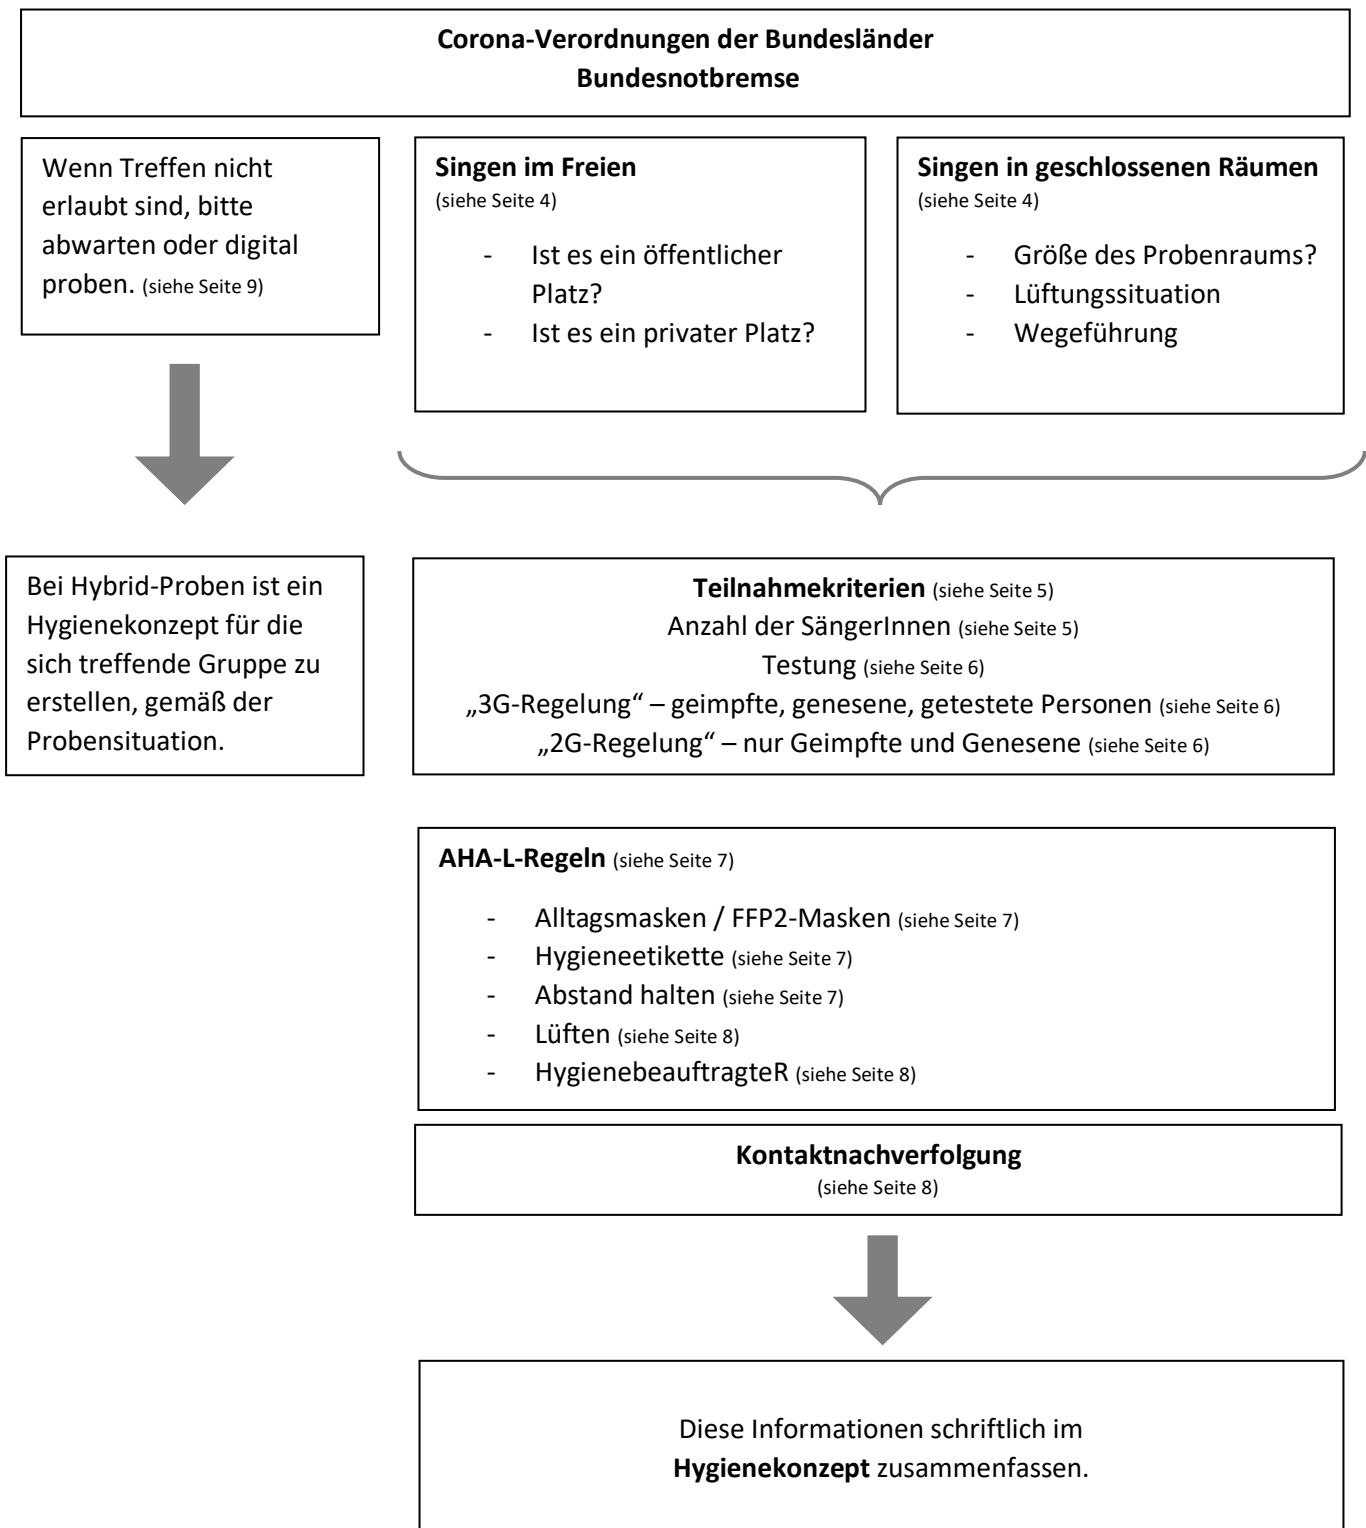 Corona-Verordnungen der Bundesländer
Bundesnotbremse
Wenn Treffen nicht
erlaubt sind, bitte
abwarten oder digital
proben. (siehe Seite 9)
Singen im Freien
(siehe Seite 4)
- Ist es ein öffentlicher
Platz?
- Ist es ein privater Platz?
Singen in geschlossenen Räumen
(siehe Seite 4)
- Größe des Probenraums?
- Lüftungssituation
- Wegeführung
Bei Hybrid-Proben ist ein
Hygienekonzept für die
sich treffende Gruppe zu
erstellen, gemäß der
Probensituation.
Teilnahmekriterien (siehe Seite 5)
Anzahl der SängerInnen (siehe Seite 5)
Testung (siehe Seite 6)
„3G-Regelung“ – geimpfte, genesene, getestete Personen (siehe Seite 6)
„2G-Regelung“ – nur Geimpfte und Genesene (siehe Seite 6)
AHA-L-Regeln (siehe Seite 7)
- Alltagsmasken / FFP2-Masken (siehe Seite 7)
- Hygieneetikette (siehe Seite 7)
- Abstand halten (siehe Seite 7)
- Lüften (siehe Seite 8)
- HygienebeauftragteR (siehe Seite 8)
Kontaktnachverfolgung
(siehe Seite 8)
Diese Informationen schriftlich im
Hygienekonzept zusammenfassen.